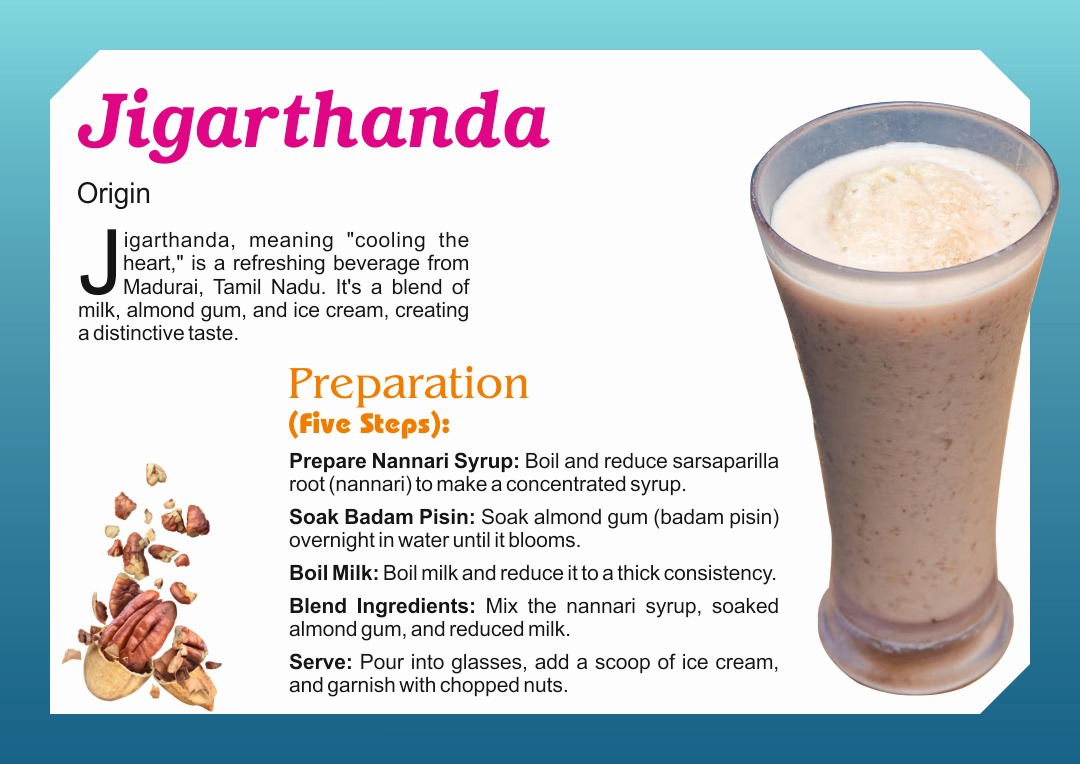 Jigarthanda
Origin
Jigarthanda, meaning "cooling the
heart," is a refreshing beverage from
Madurai, Tamil Nadu. It's a blend of
milk, almond gum, and ice cream, creating
a distinctive taste.
Preparation
(Five Steps):
Prepare Nannari Syrup: Boil and reduce sarsaparilla
root (nannari) to make a concentrated syrup.
Soak Badam Pisin: Soak almond gum (badam pisin)
overnight in water until it blooms.
Boil Milk: Boil milk and reduce it to a thick consistency.
Blend Ingredients: Mix the nannari syrup, soaked
almond gum, and reduced milk.
Serve: Pour into glasses, add a scoop of ice cream,
and garnish with chopped nuts.